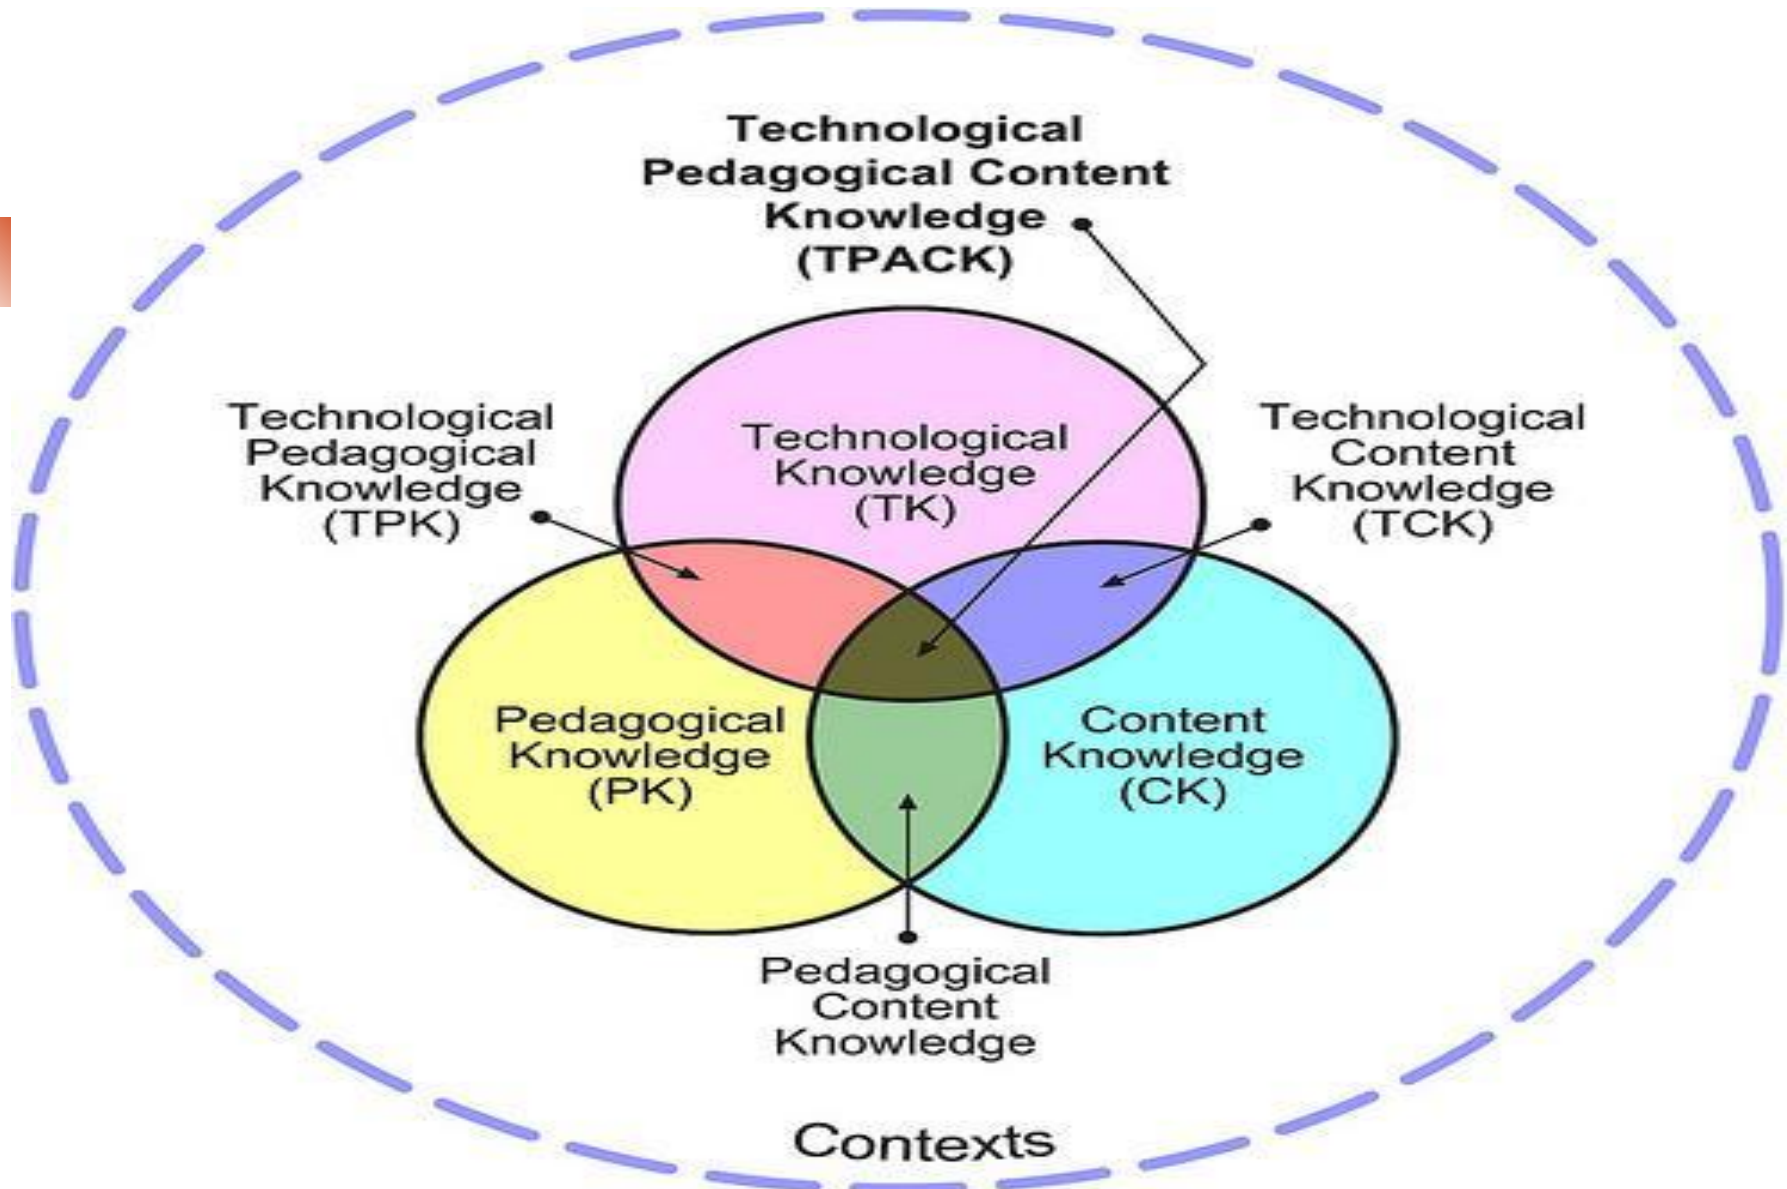 Technological
Pedagogical Content
Knowledge
(TPACK)
Technological
Pedagogical
Knowledge
(TPK)
Technological
Knowledge
(TK)
Technological
Content
Knowledge
(TCK)
Pedagogical
Knowledge
(PK)
Content
Knowledge
(CK)
Pedagogical
Content
Knowledge
Contexts